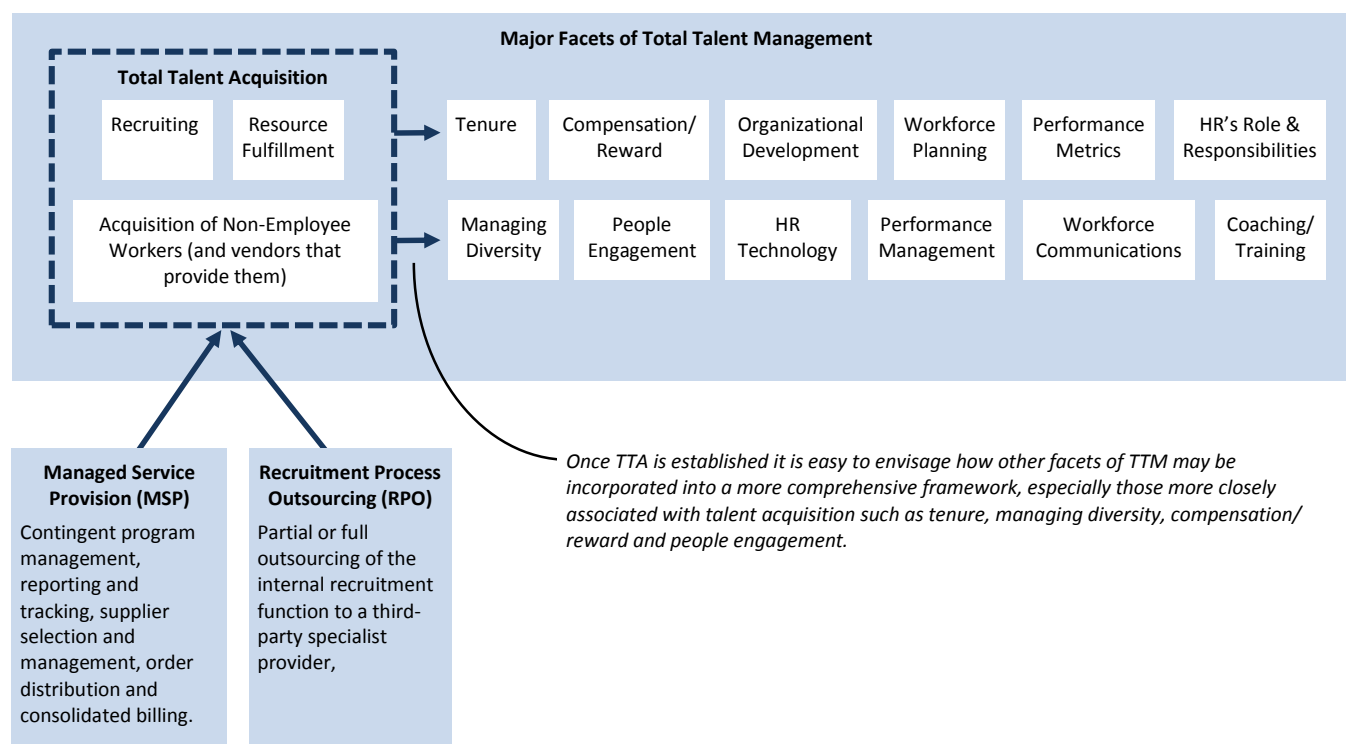 Major Facets of Total Talent Management
Total Talent Acquisition
Recruiting
Resource
Fulfillment
Acquisition of Non-Employee
Workers (and vendors that
provide them)
Tenure
Compensation/
Reward
Organizational
Development
Workforce
Planning
Performance
Metrics
HR’s Role &
Responsibilities
Managing
Diversity
People
Engagement
HR
Technology
Performance
Management
Workforce
Communications
Coaching/
Training
Managed Service
Provision (MSP)
Contingent program
management,
reporting and
tracking, supplier
selection and
management, order
distribution and
consolidated billing.
Recruitment Process
Outsourcing (RPO)
Partial or full
outsourcing of the
internal recruitment
function to a third-
party specialist
provider,
Once TTA is established it is easy to envisage how other facets of TTM may be
incorporated into a more comprehensive framework, especially those more closely
associated with talent acquisition such as tenure, managing diversity, compensation/
reward and people engagement.